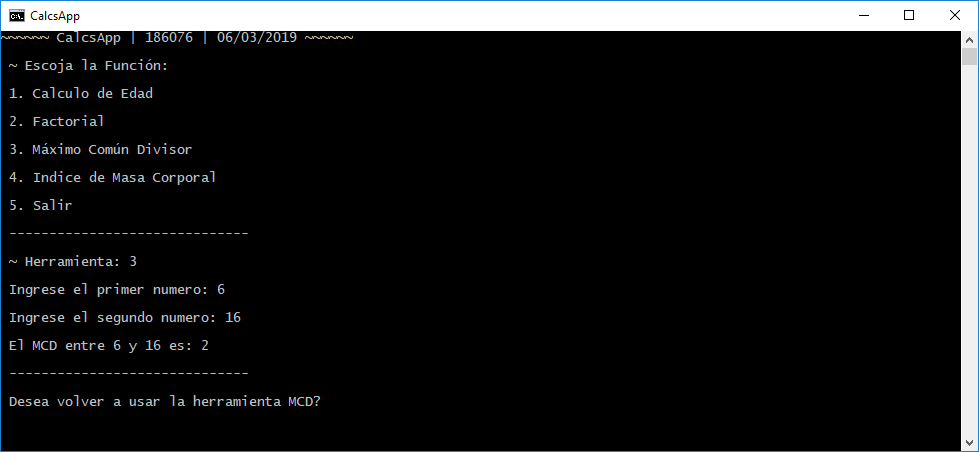 CalcsApp
~~~~~~ CalcsApp | 186076 | 06/03/2019 ~~~~~~
~ Escoja la Función:
1. Calculo de Edad
2. Factorial
3. Máximo Común Divisor
4. Indice de Masa Corporal
5. Salir
------------------------------
~ Herramienta: 3
Ingrese el primer numero: 6
Ingrese el segundo numero: 16
El MCD entre 6 y 16 es: 2
------------------------------
Desea volver a usar la herramienta MCD?